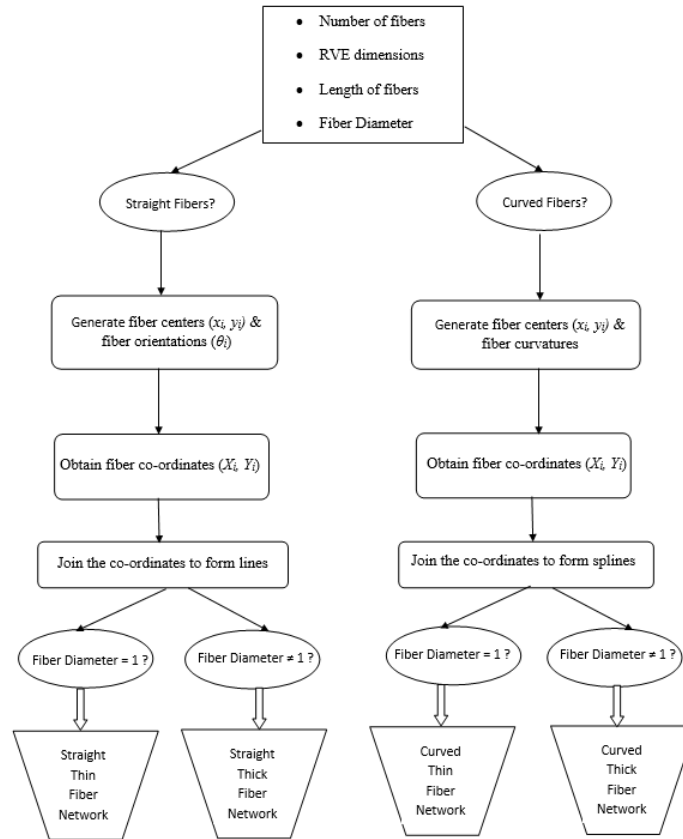 • Number of fibers
• RVE dimensions
• Length of fibers
• Fiber Diameter
Straight Fibers?
Curved Fibers?
Generate fiber centers (xi, yi) &
fiber orientations (θi)
Generate fiber centers (xi, yi) &
fiber curvatures
Obtain fiber co-ordinates (Xi, Yi)
Obtain fiber co-ordinates (Xi, Yi)
Join the co-ordinates to form lines
Join the co-ordinates to form splines
Fiber Diameter = 1 ?
Fiber Diameter ≠ 1 ?
Fiber Diameter = 1 ?
Fiber Diameter ≠ 1 ?
Straight
Thin
Fiber
Network
Straight
Thick
Fiber
Network
Curved
Thin
Fiber
Network
Curved
Thick
Fiber
Network